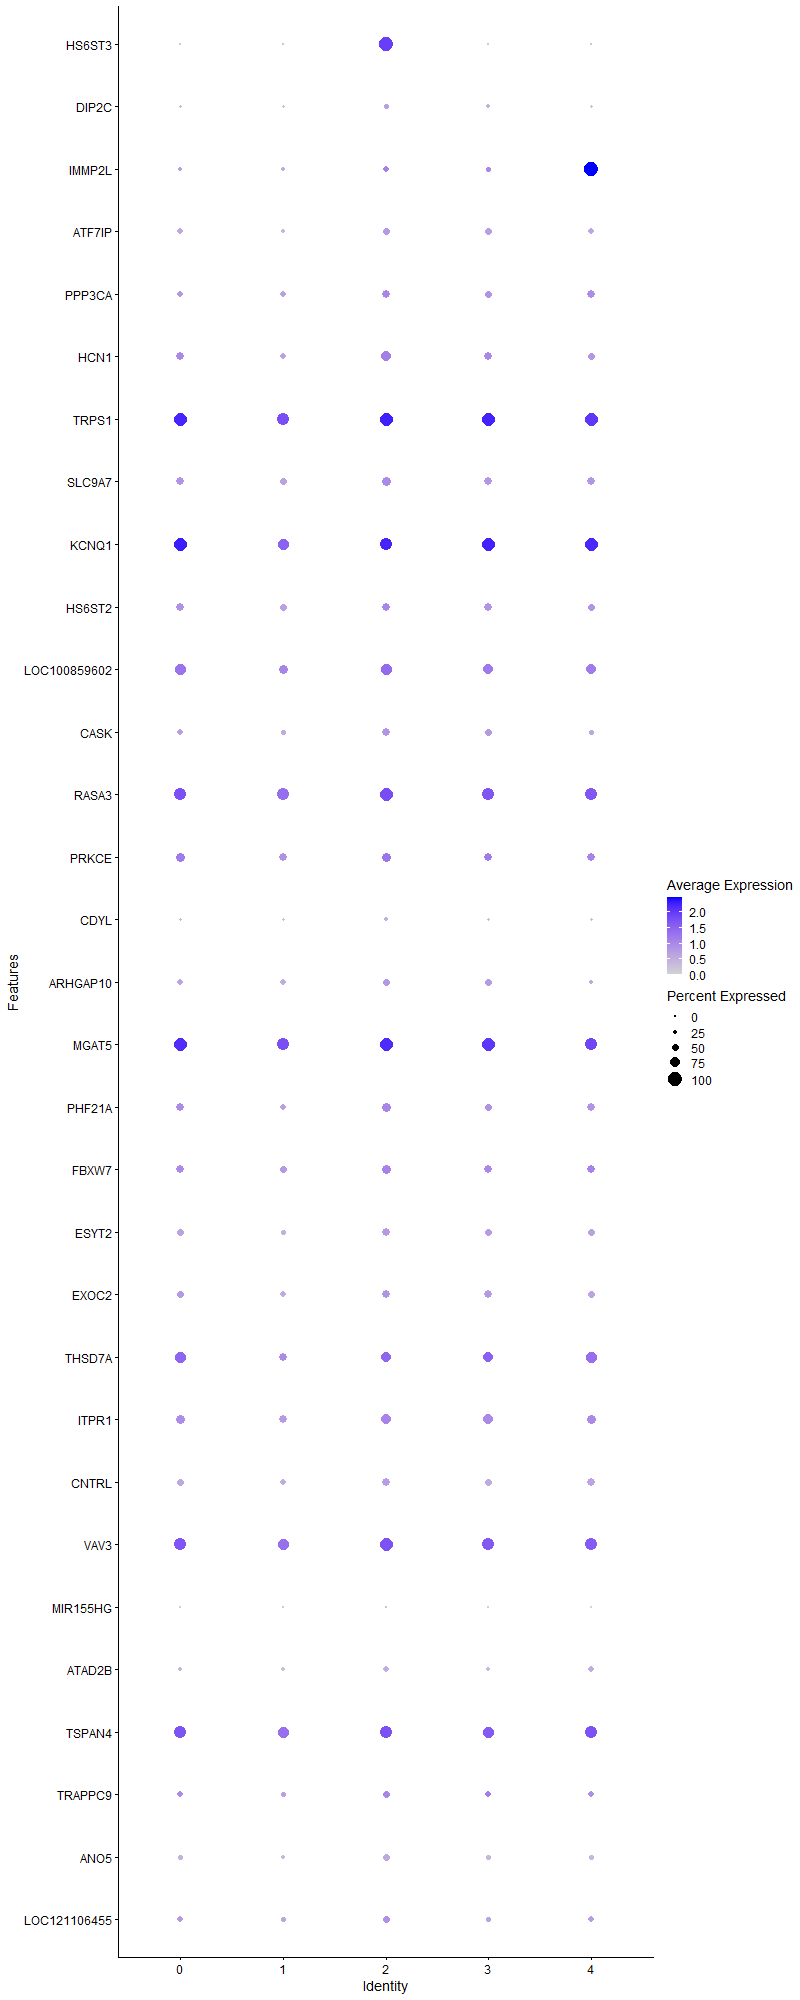 HS6ST3
DIP2C
IMMP2L
ATF7IP
PPP3CA
HCN1
TRPS1
SLC9A7
KCNQ1
HS6ST2
LOC100859602
CASK
RASA3
PRKCE
CDYL
ARHGAP10
MGAT5
PHF21A
FBXW7
ESYT2
EXOC2
THSD7A
ITPR1
CNTRL
VAV3
MIR155HG
ATAD2B
TSPAN4
TRAPPC9
ANO5
LOC121106455
Features
0 1 2 3 4
Identity
Average Expression
2.0
1.5
1.0
0.5
0.0
Percent Expressed
0
25
50
75
100